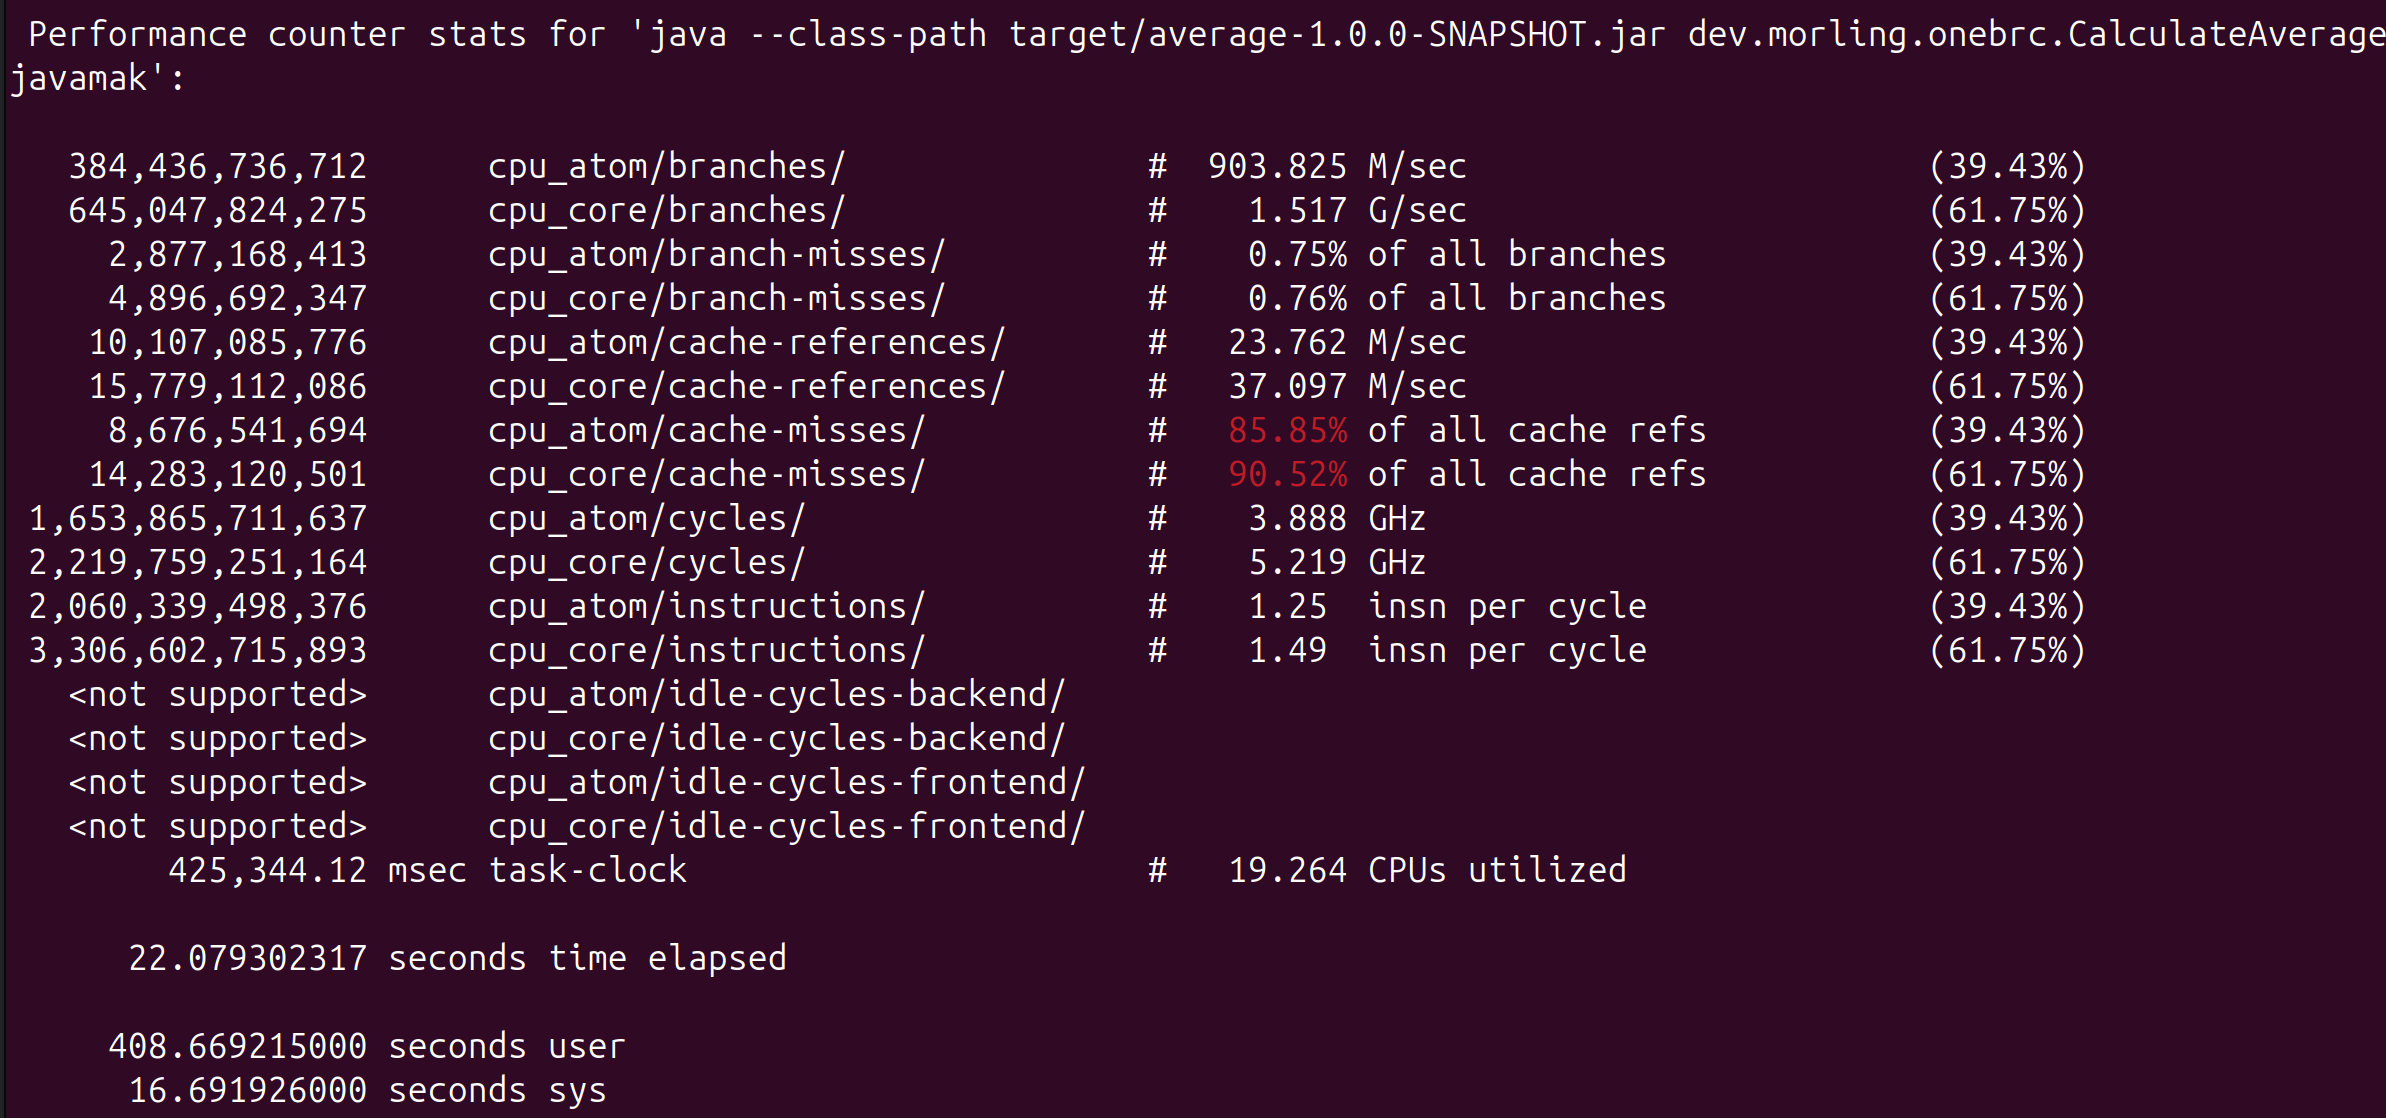 Performance counter stats for 'java --class-path target/average-1.0.0-SNAPSHOT.jar dev.morling.onebrc.CalculateAverage
javamak':
384,436,736,712 cpu_atom/branches/ # 903.825 M/sec (39.43%)
645,047,824,275 cpu_core/branches/ # 1.517 G/sec (61.75%)
2,877,168,413 cpu_atom/branch-misses/ # 0.75% of all branches (39.43%)
4,896,692,347 cpu_core/branch-misses/ # 0.76% of all branches (61.75%)
10,107,085,776 cpu_atom/cache-references/ # 23.762 M/sec (39.43%)
15,779,112,086 cpu_core/cache-references/ # 37.097 M/sec (61.75%)
8,676,541,694 cpu_atom/cache-misses/ # 85.85% of all cache refs (39.43%)
14,283,120,501 cpu_core/cache-misses/ # 90.52% of all cache refs (61.75%)
1,653,865,711,637 cpu_atom/cycles/ # 3.888 GHz (39.43%)
2,219,759,251,164 cpu_core/cycles/ # 5.219 GHz (61.75%)
2,060,339,498,376 cpu_atom/instructions/ # 1.25 insn per cycle (39.43%)
3,306,602,715,893 cpu_core/instructions/ # 1.49 insn per cycle (61.75%)
<not supported> cpu_atom/idle-cycles-backend/
<not supported> cpu_core/idle-cycles-backend/
<not supported> cpu_atom/idle-cycles-frontend/
<not supported> cpu_core/idle-cycles-frontend/
425,344.12 msec task-clock # 19.264 CPUs utilized
22.079302317 seconds time elapsed
408.669215000 seconds user
16.691926000 seconds sys